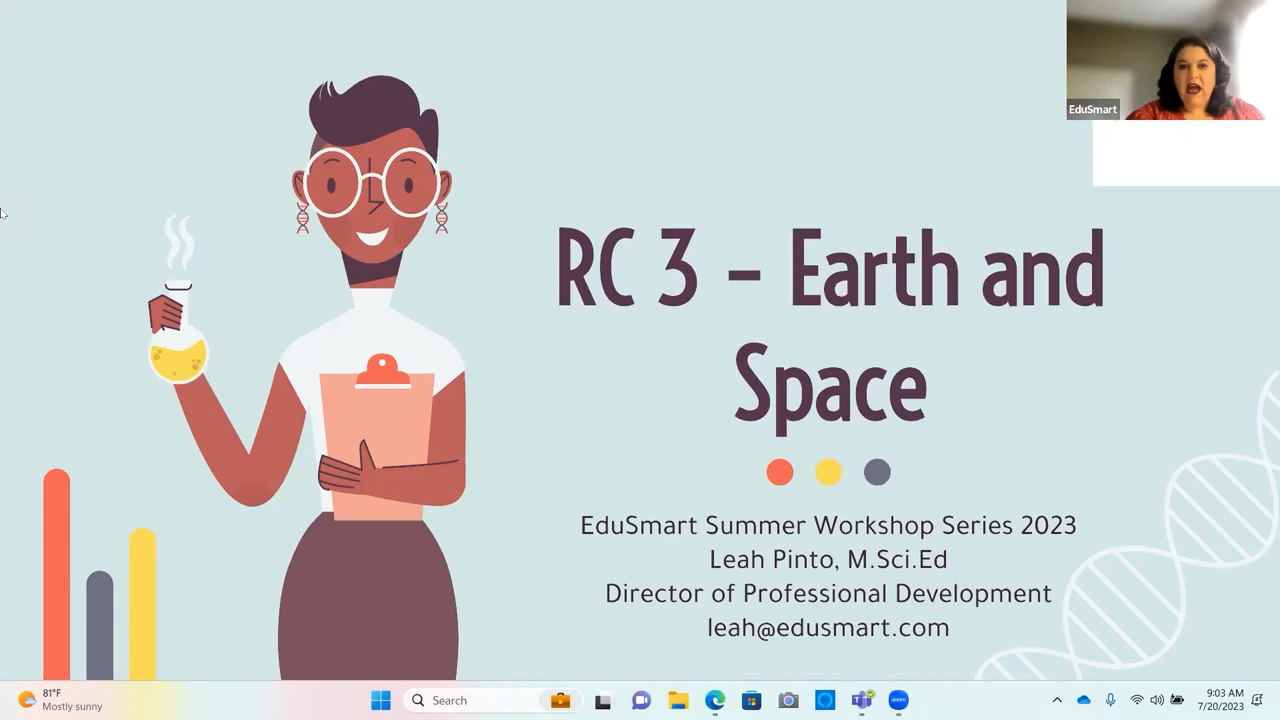 EduSmart
RC 3 – Earth and
Space
EduSmart Summer Workshop Series 2023
Leah Pinto, M.Sci.Ed
Director of Professional Development
leah@edusmart.com
81°F
Mostly sunny
Search
zoom
9:03 AM
7/20/2023